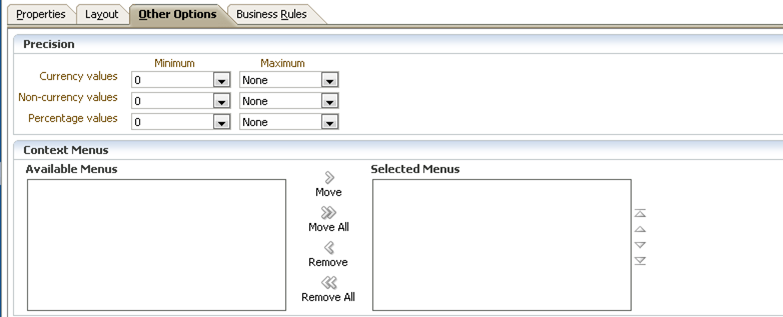 Properties Layout Other Options Business Rules
Precision
Minimum Maximum
Currency values 0 None
Non-currency values 0 None
Percentage values 0 None
Context Menus
Available Menus Selected Menus
Move
Move All
Remove
Remove All